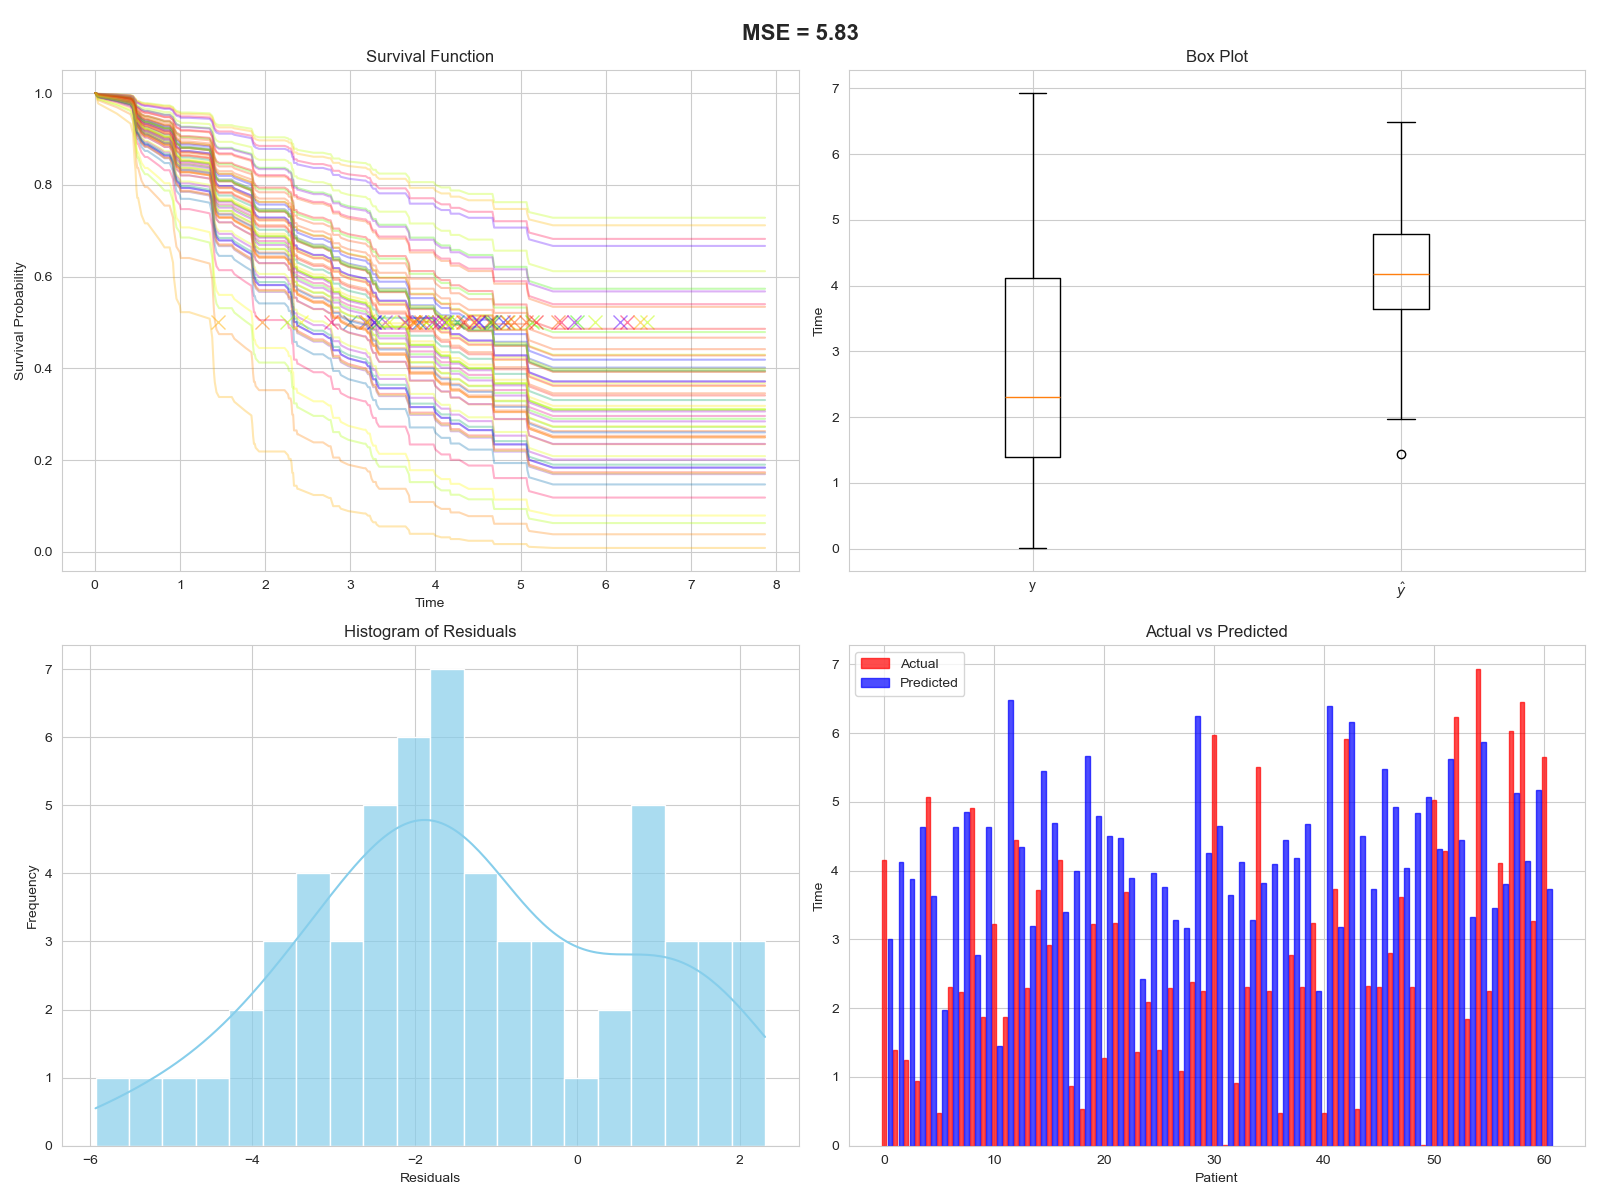 MSE = 5.83
Survival Function
Survival Probability
1.0
0.8
0.6
0.4
0.2
0.0
0 1 2 3 4 5 6 7 8
Time
Box Plot
Time
7
6
5
4
3
2
1
0
y ŷ
Histogram of Residuals
Frequency
7
6
5
4
3
2
1
0
−6 −4 −2 0 2
Residuals
Actual vs Predicted
Actual
Predicted
Time
7
6
5
4
3
2
1
0
0 10 20 30 40 50 60
Patient